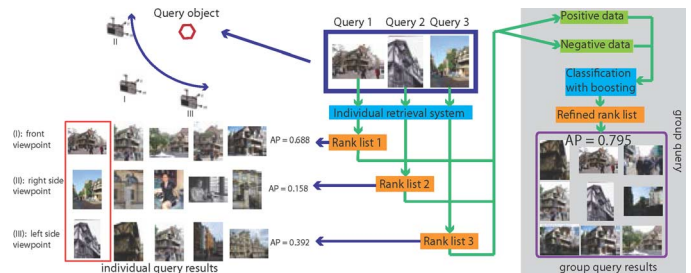 Query object
II
I
III
Query 1
Query 2
Query 3
Individual retrieval system
Rank list 1
Rank list 2
Rank list 3
AP = 0.688
AP = 0.158
AP = 0.392
(I): front
viewpoint
(II): right side
viewpoint
(III): left side
viewpoint
individual query results
Positive data
Negative data
Classification
with boosting
Refined rank list
AP = 0.795
group query
group query results